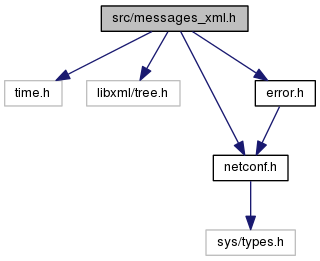 src/messages_xml.h
time.h
libxml/tree.h
error.h
netconf.h
sys/types.h